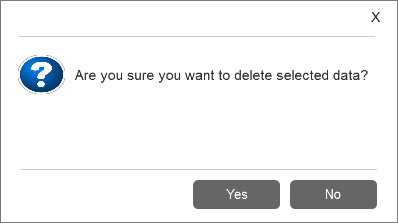 X
? Are you sure you want to delete selected data?
Yes No